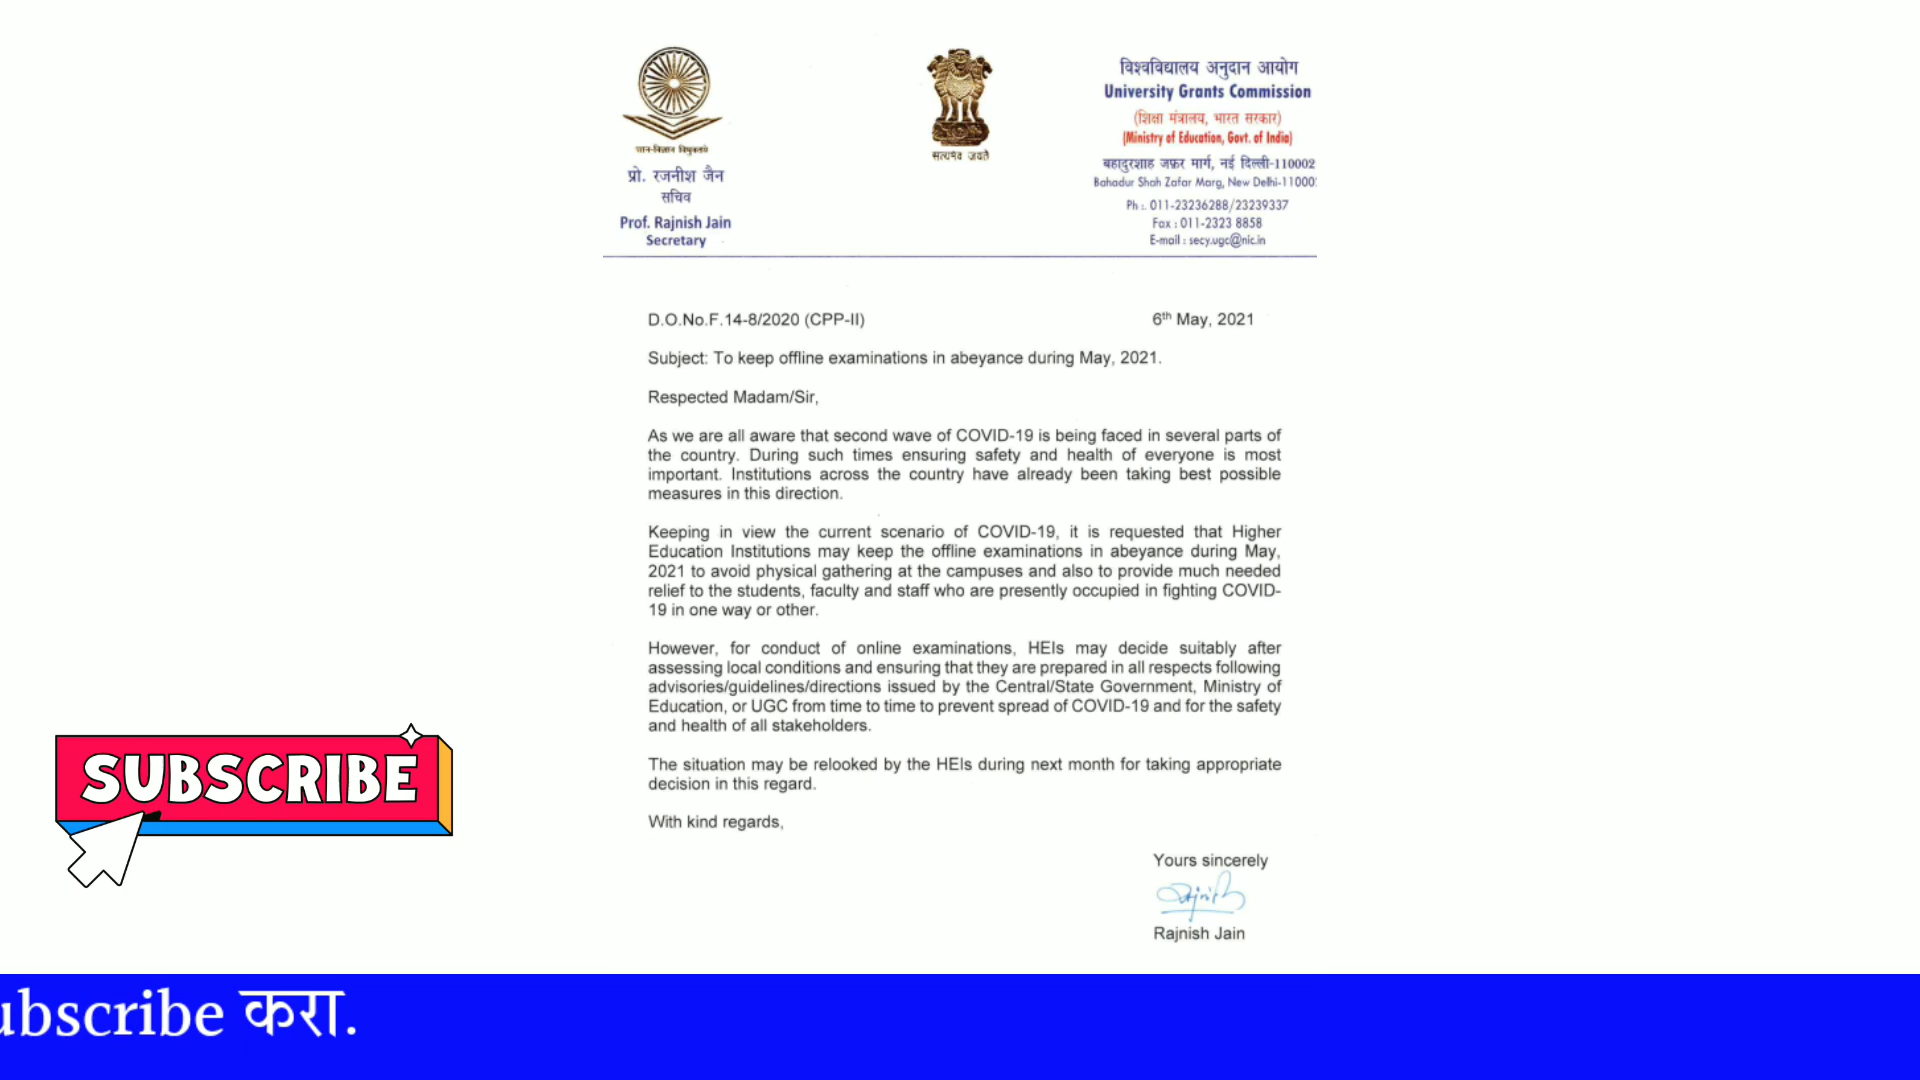 ज्ञान-विज्ञान विमुक्तये
प्रो. रजनीश जैन
सचिव
Prof. Rajnish Jain
Secretary
सत्यमेव जयते
विश्वविद्यालय अनुदान आयोग
University Grants Commission
(शिक्षा मंत्रालय, भारत सरकार)
(Ministry of Education, Govt. of India)
बहादुरशाह जफ़र मार्ग, नई दिल्ली-110002
Bahadur Shah Zafar Marg, New Delhi-11000
Ph :. 011-23236288/23239337
Fax : 011-2323 8858
E-mail : secy.ugc@nic.in
D.O.No.F.14-8/2020 (CPP-II)
6th May, 2021
Subject: To keep offline examinations in abeyance during May, 2021.
Respected Madam/Sir,
As we are all aware that second wave of COVID-19 is being faced in several parts of
the country. During such times ensuring safety and health of everyone is most
important. Institutions across the country have already been taking best possible
measures in this direction.
Keeping in view the current scenario of COVID-19, it is requested that Higher
Education Institutions may keep the offline examinations in abeyance during May,
2021 to avoid physical gathering at the campuses and also to provide much needed
relief to the students, faculty and staff who are presently occupied in fighting COVID-
19 in one way or other.
However, for conduct of online examinations, HEIs may decide suitably after
assessing local conditions and ensuring that they are prepared in all respects following
advisories/guidelines/directions issued by the Central/State Government, Ministry of
Education, or UGC from time to time to prevent spread of COVID-19 and for the safety
and health of all stakeholders.
The situation may be relooked by the HEIs during next month for taking appropriate
decision in this regard.
With kind regards,
Yours sincerely
Rajnish
Rajnish Jain
SUBSCRIBE
ubscribe करा.